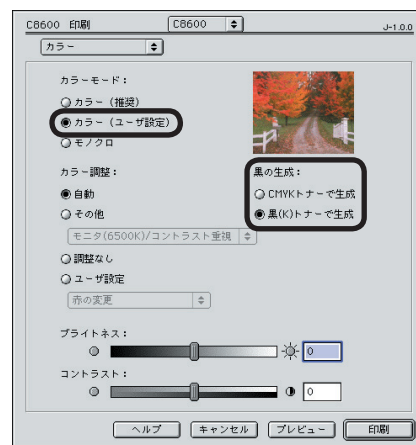 C8600 印刷
C8600
J-1.0.0
カラー
カラーモード：
カラー（推奨）
カラー（ユーザ設定）
モノクロ
カラー調整：
自動
その他
モニタ(6500K)/コントラスト重視
調整なし
ユーザ設定
赤の変更
黒の生成：
CMYKトナーで生成
黒(K)トナーで生成
ブライトネス：
0
コントラスト：
0
ヘルプ
キャンセル
プレビュー
印刷